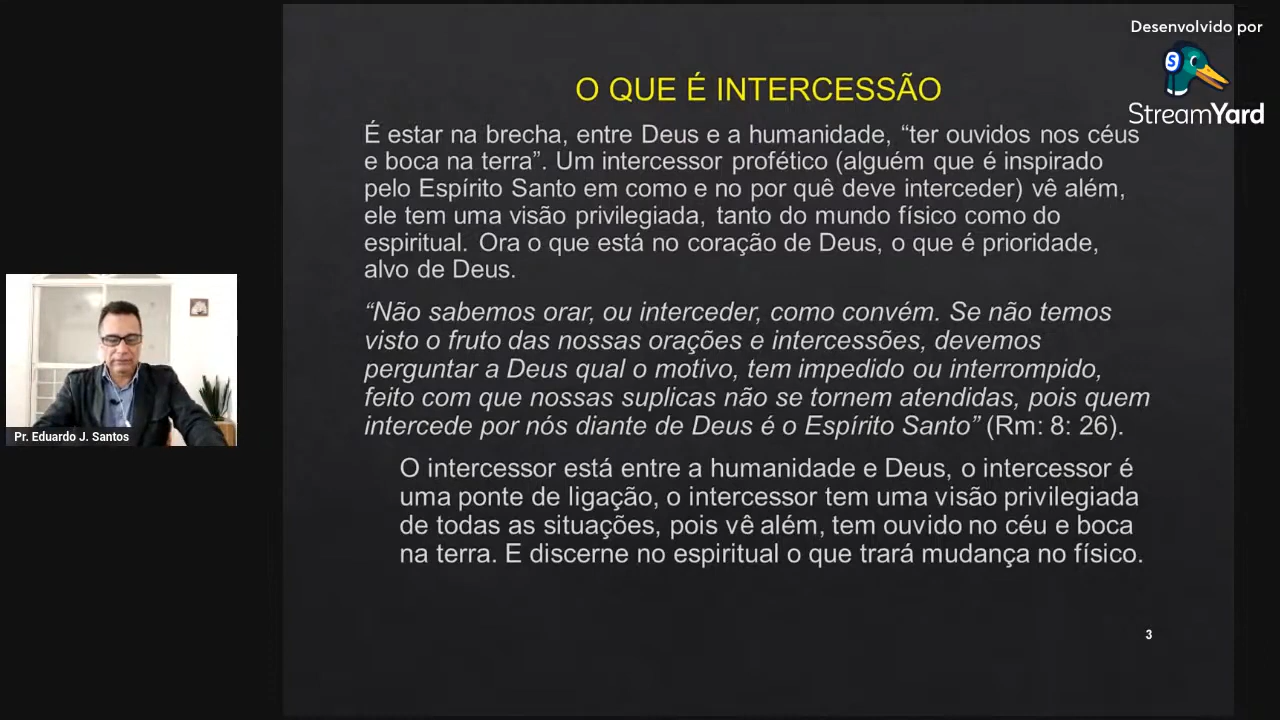 Desenvolvido por
StreamYard
O QUE É INTERCESSÃO
É estar na brecha, entre Deus e a humanidade, “ter ouvidos nos céus
e boca na terra”. Um intercessor profético (alguém que é inspirado
pelo Espírito Santo em como e no por quê deve interceder) vê além,
ele tem uma visão privilegiada, tanto do mundo físico como do
espiritual. Ora o que está no coração de Deus, o que é prioridade,
alvo de Deus.
“Não sabemos orar, ou interceder, como convém. Se não temos
visto o fruto das nossas orações e intercessões, devemos
perguntar a Deus qual o motivo, tem impedido ou interrompido,
feito com que nossas suplicas não se tornem atendidas, pois quem
intercede por nós diante de Deus é o Espírito Santo” (Rm: 8: 26).
O intercessor está entre a humanidade e Deus, o intercessor é
uma ponte de ligação, o intercessor tem uma visão privilegiada
de todas as situações, pois vê além, tem ouvido no céu e boca
na terra. E discerne no espiritual o que trará mudança no físico.
Pr. Eduardo J. Santos
3